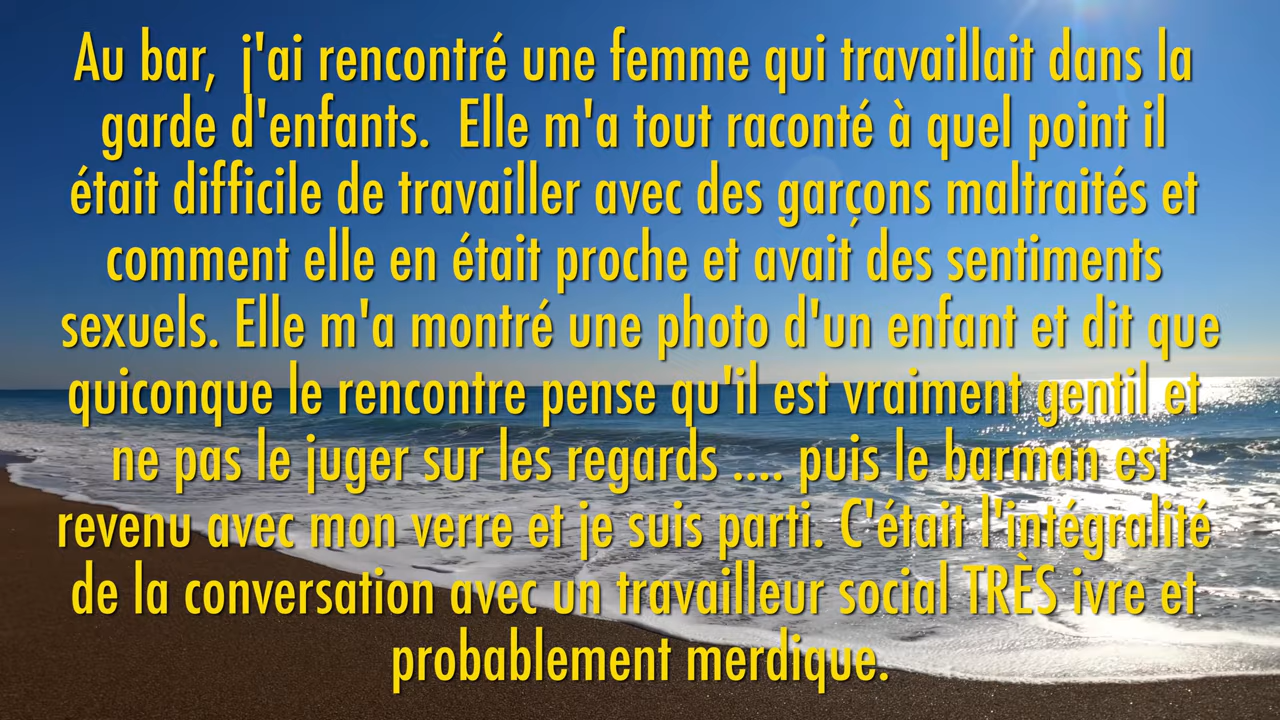 Au bar,  j'ai rencontré une femme qui travaillait dans la
garde d'enfants.  Elle m'a tout raconté à quel point il
était difficile de travailler avec des garçons maltraités et
comment elle en était proche et avait des sentiments
sexuels. Elle m'a montré une photo d'un enfant et dit que
quiconque le rencontre pense qu'il est vraiment gentil et
ne pas le juger sur les regards .... puis le barman est
revenu avec mon verre et je suis parti. C'était l'intégralité
de la conversation avec un travailleur social TRÈS ivre et
probablement merdique.